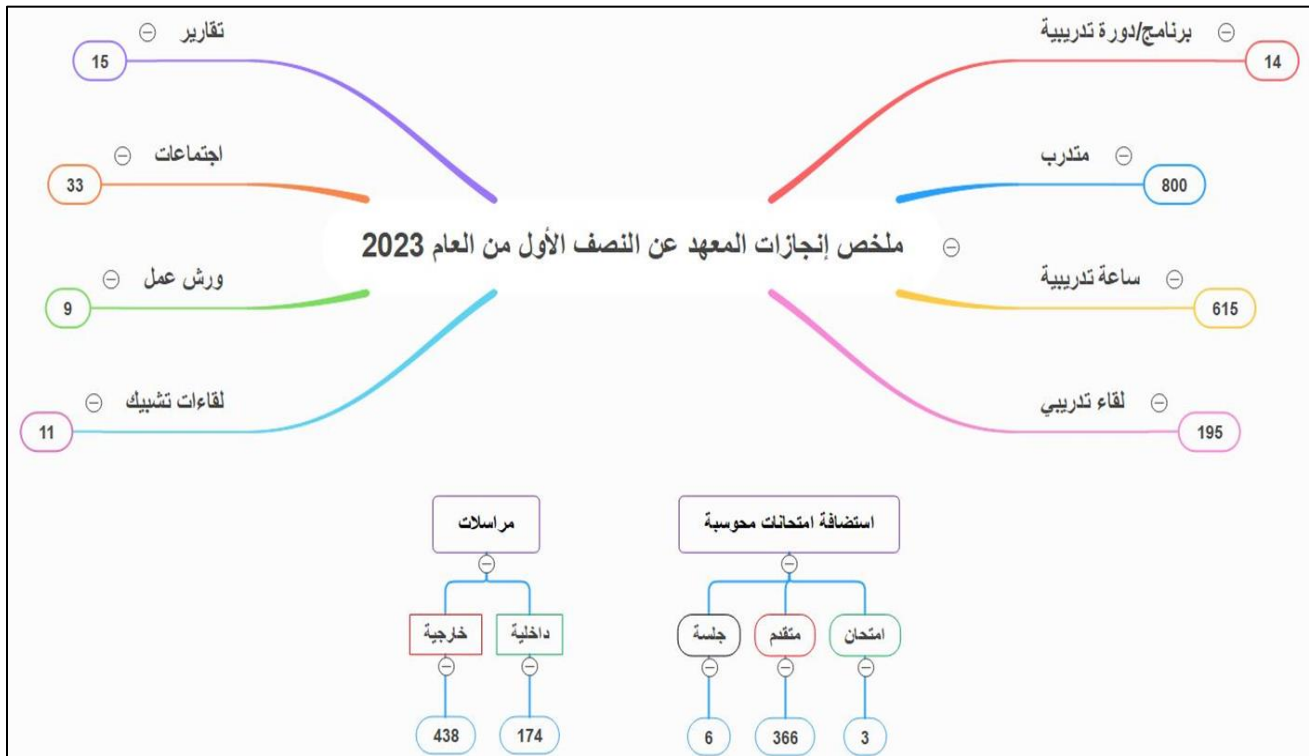 برنامج/دورة تدريبية
14
متدرب
800
ساعة تدريبية
615
لقاء تدريبي
195
تقارير
15
اجتماعات
33
ورش عمل
9
لقاءات تشبيك
11
ملخص إنجازات المعهد عن النصف الأول من العام 2023
استضافة امتحانات محوسبة
امتحان
3
متقدم
366
جلسة
6
مراسلات
داخلية
174
خارجية
438